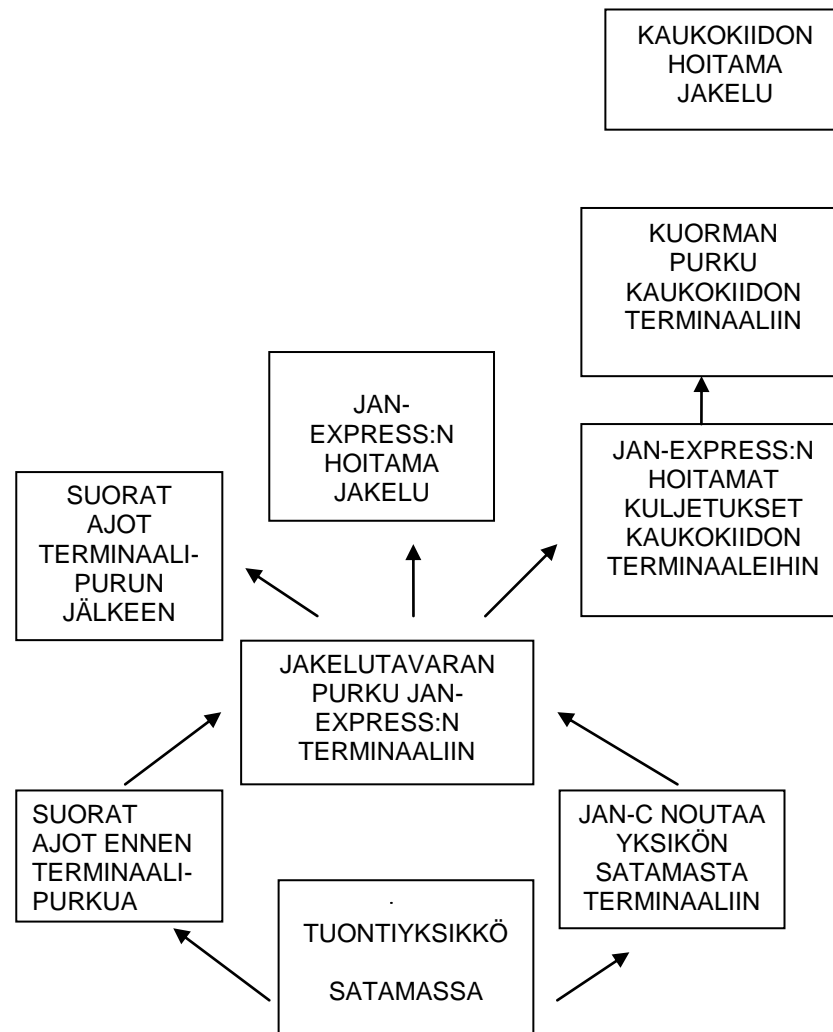 KAUKOKIIDON
HOITAMA
JAKELU
KUORMAN
PURKU
KAUKOKIIDON
TERMINAALIIN
JAN-
EXPRESS:N
HOITAMA
JAKELU
JAN-EXPRESS:N
HOITAMAT
KULJETUKSET
KAUKOKIIDON
TERMINAALEIHIN
SUORAT
AJOT
TERMINAALI-
PURUN
JÄLKEEN
JAKELUTAVARAN
PURKU JAN-
EXPRESS:N
TERMINAALIIN
SUORAT
AJOT ENNEN
TERMINAALI-
PURKUA
JAN-C NOUTAA
YKSIKÖN
SATAMASTA
TERMINAALIIN
.
TUONTIYKSIKKÖ
SATAMASSA